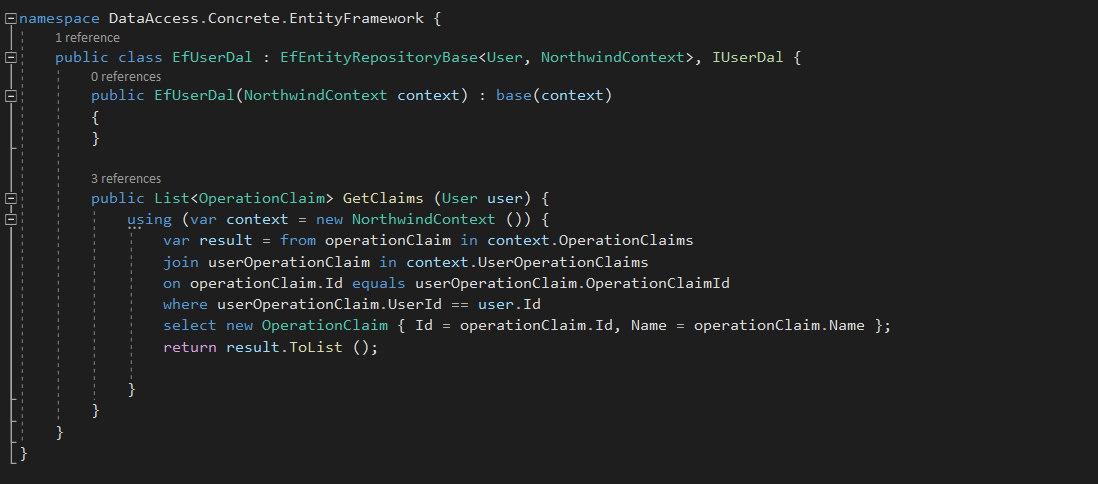 namespace DataAccess.Concrete.EntityFramework {
1 reference
public class EfUserDal : EfEntityRepositoryBase<User, NorthwindContext>, IUserDal {
0 references
public EfUserDal(NorthwindContext context) : base(context)
{
}
3 references
public List<OperationClaim> GetClaims (User user) {
using (var context = new NorthwindContext ()) {
var result = from operationClaim in context.OperationClaims
join userOperationClaim in context.UserOperationClaims
on operationClaim.Id equals userOperationClaim.OperationClaimId
where userOperationClaim.UserId == user.Id
select new OperationClaim { Id = operationClaim.Id, Name = operationClaim.Name };
return result.ToList ();
}
}
}
}